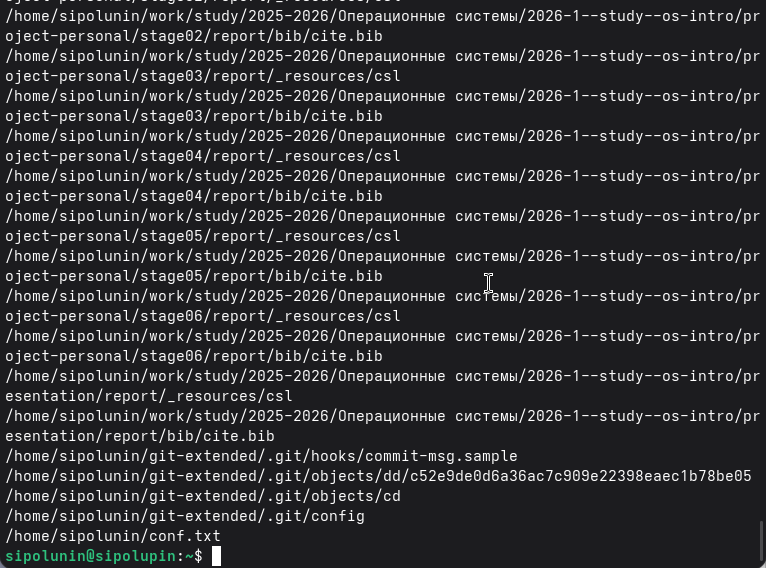 /home/sipolunin/work/study/2025-2026/Операционные системы/2026-1--study--os-intro/pr
oject-personal/stage02/report/bib/cite.bib
/home/sipolunin/work/study/2025-2026/Операционные системы/2026-1--study--os-intro/pr
oject-personal/stage03/report/_resources/csl
/home/sipolunin/work/study/2025-2026/Операционные системы/2026-1--study--os-intro/pr
oject-personal/stage03/report/bib/cite.bib
/home/sipolunin/work/study/2025-2026/Операционные системы/2026-1--study--os-intro/pr
oject-personal/stage04/report/_resources/csl
/home/sipolunin/work/study/2025-2026/Операционные системы/2026-1--study--os-intro/pr
oject-personal/stage04/report/bib/cite.bib
/home/sipolunin/work/study/2025-2026/Операционные системы/2026-1--study--os-intro/pr
oject-personal/stage05/report/_resources/csl
/home/sipolunin/work/study/2025-2026/Операционные системы/2026-1--study--os-intro/pr
oject-personal/stage05/report/bib/cite.bib
/home/sipolunin/work/study/2025-2026/Операционные системы/2026-1--study--os-intro/pr
oject-personal/stage06/report/_resources/csl
/home/sipolunin/work/study/2025-2026/Операционные системы/2026-1--study--os-intro/pr
oject-personal/stage06/report/bib/cite.bib
/home/sipolunin/work/study/2025-2026/Операционные системы/2026-1--study--os-intro/pr
esentation/report/_resources/csl
/home/sipolunin/work/study/2025-2026/Операционные системы/2026-1--study--os-intro/pr
esentation/report/bib/cite.bib
/home/sipolunin/git-extended/.git/hooks/commit-msg.sample
/home/sipolunin/git-extended/.git/objects/dd/c52e9de0d6a36ac7c909e22398eaec1b78be05
/home/sipolunin/git-extended/.git/objects/cd
/home/sipolunin/git-extended/.git/config
/home/sipolunin/conf.txt
sipolunin@sipolupin:~$